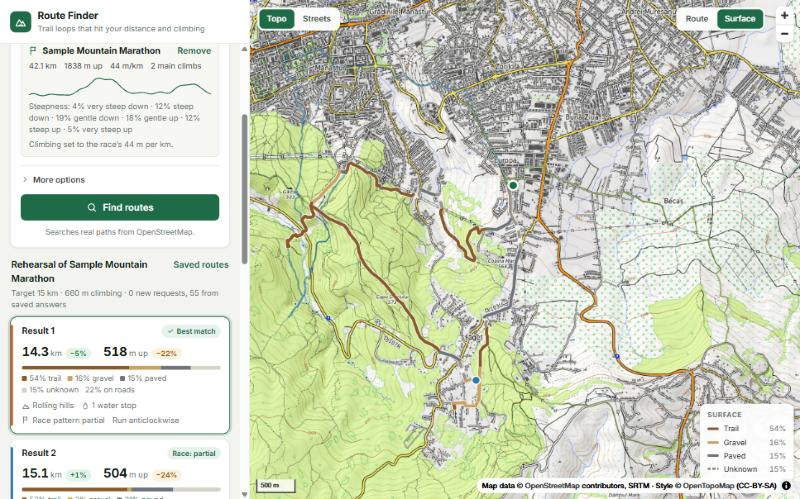 Route Finder
Trail loops that hit your distance and climbing
Sample Mountain Marathon Remove
42.1 km 1838 m up 44 m/km 2 main climbs
Steepness: 4% very steep
down · 12% steep
down · 19% gentle down · 18% gentle up · 12%
steep up · 5% very steep up
Climbing set to the race's 44 m per km.
More options
Find routes
Searches real paths from OpenStreetMap.
Rehearsal of Sample Mountain
Marathon
Saved routes
Target 15 km · 660 m climbing · 0 new requests, 55 from
saved answers
Result 1
Best match
14.3 km −5% 518 m up −22%
54% trail 16% gravel 15% paved
15% unknown 22% on roads
Rolling hills 1 water stop
Race pattern partial Run anticlockwise
Result 2
Race: partial
15.1 km +1% 504 m up −24%
Topo Streets
Route Surface
+
−
Europa
Becas
SURFACE
Trail 54%
Gravel 16%
Paved 15%
Unknown 15%
500 m
Map data © OpenStreetMap contributors, SRTM · Style © OpenTopoMap (CC-BY-SA)